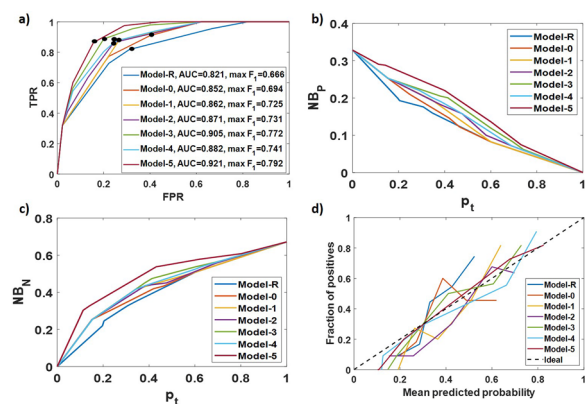 a)
TPR
1
0.8
0.6
0.4
0.2
0
0 0.2 0.4 0.6 0.8 1
FPR
Model-R, AUC=0.821, max F1=0.666
Model-0, AUC=0.852, max F1=0.694
Model-1, AUC=0.862, max F1=0.725
Model-2, AUC=0.871, max F1=0.731
Model-3, AUC=0.905, max F1=0.772
Model-4, AUC=0.882, max F1=0.741
Model-5, AUC=0.921, max F1=0.792
b)
NBP
0.4
0.3
0.2
0.1
0
0 0.2 0.4 0.6 0.8 1
pt
Model-R
Model-0
Model-1
Model-2
Model-3
Model-4
Model-5
c)
NBN
0.8
0.6
0.4
0.2
0
0 0.2 0.4 0.6 0.8 1
pt
Model-R
Model-0
Model-1
Model-2
Model-3
Model-4
Model-5
d)
Fraction of positives
1
0.8
0.6
0.4
0.2
0
0 0.2 0.4 0.6 0.8 1
Mean predicted probability
Model-R
Model-0
Model-1
Model-2
Model-3
Model-4
Model-5
Ideal